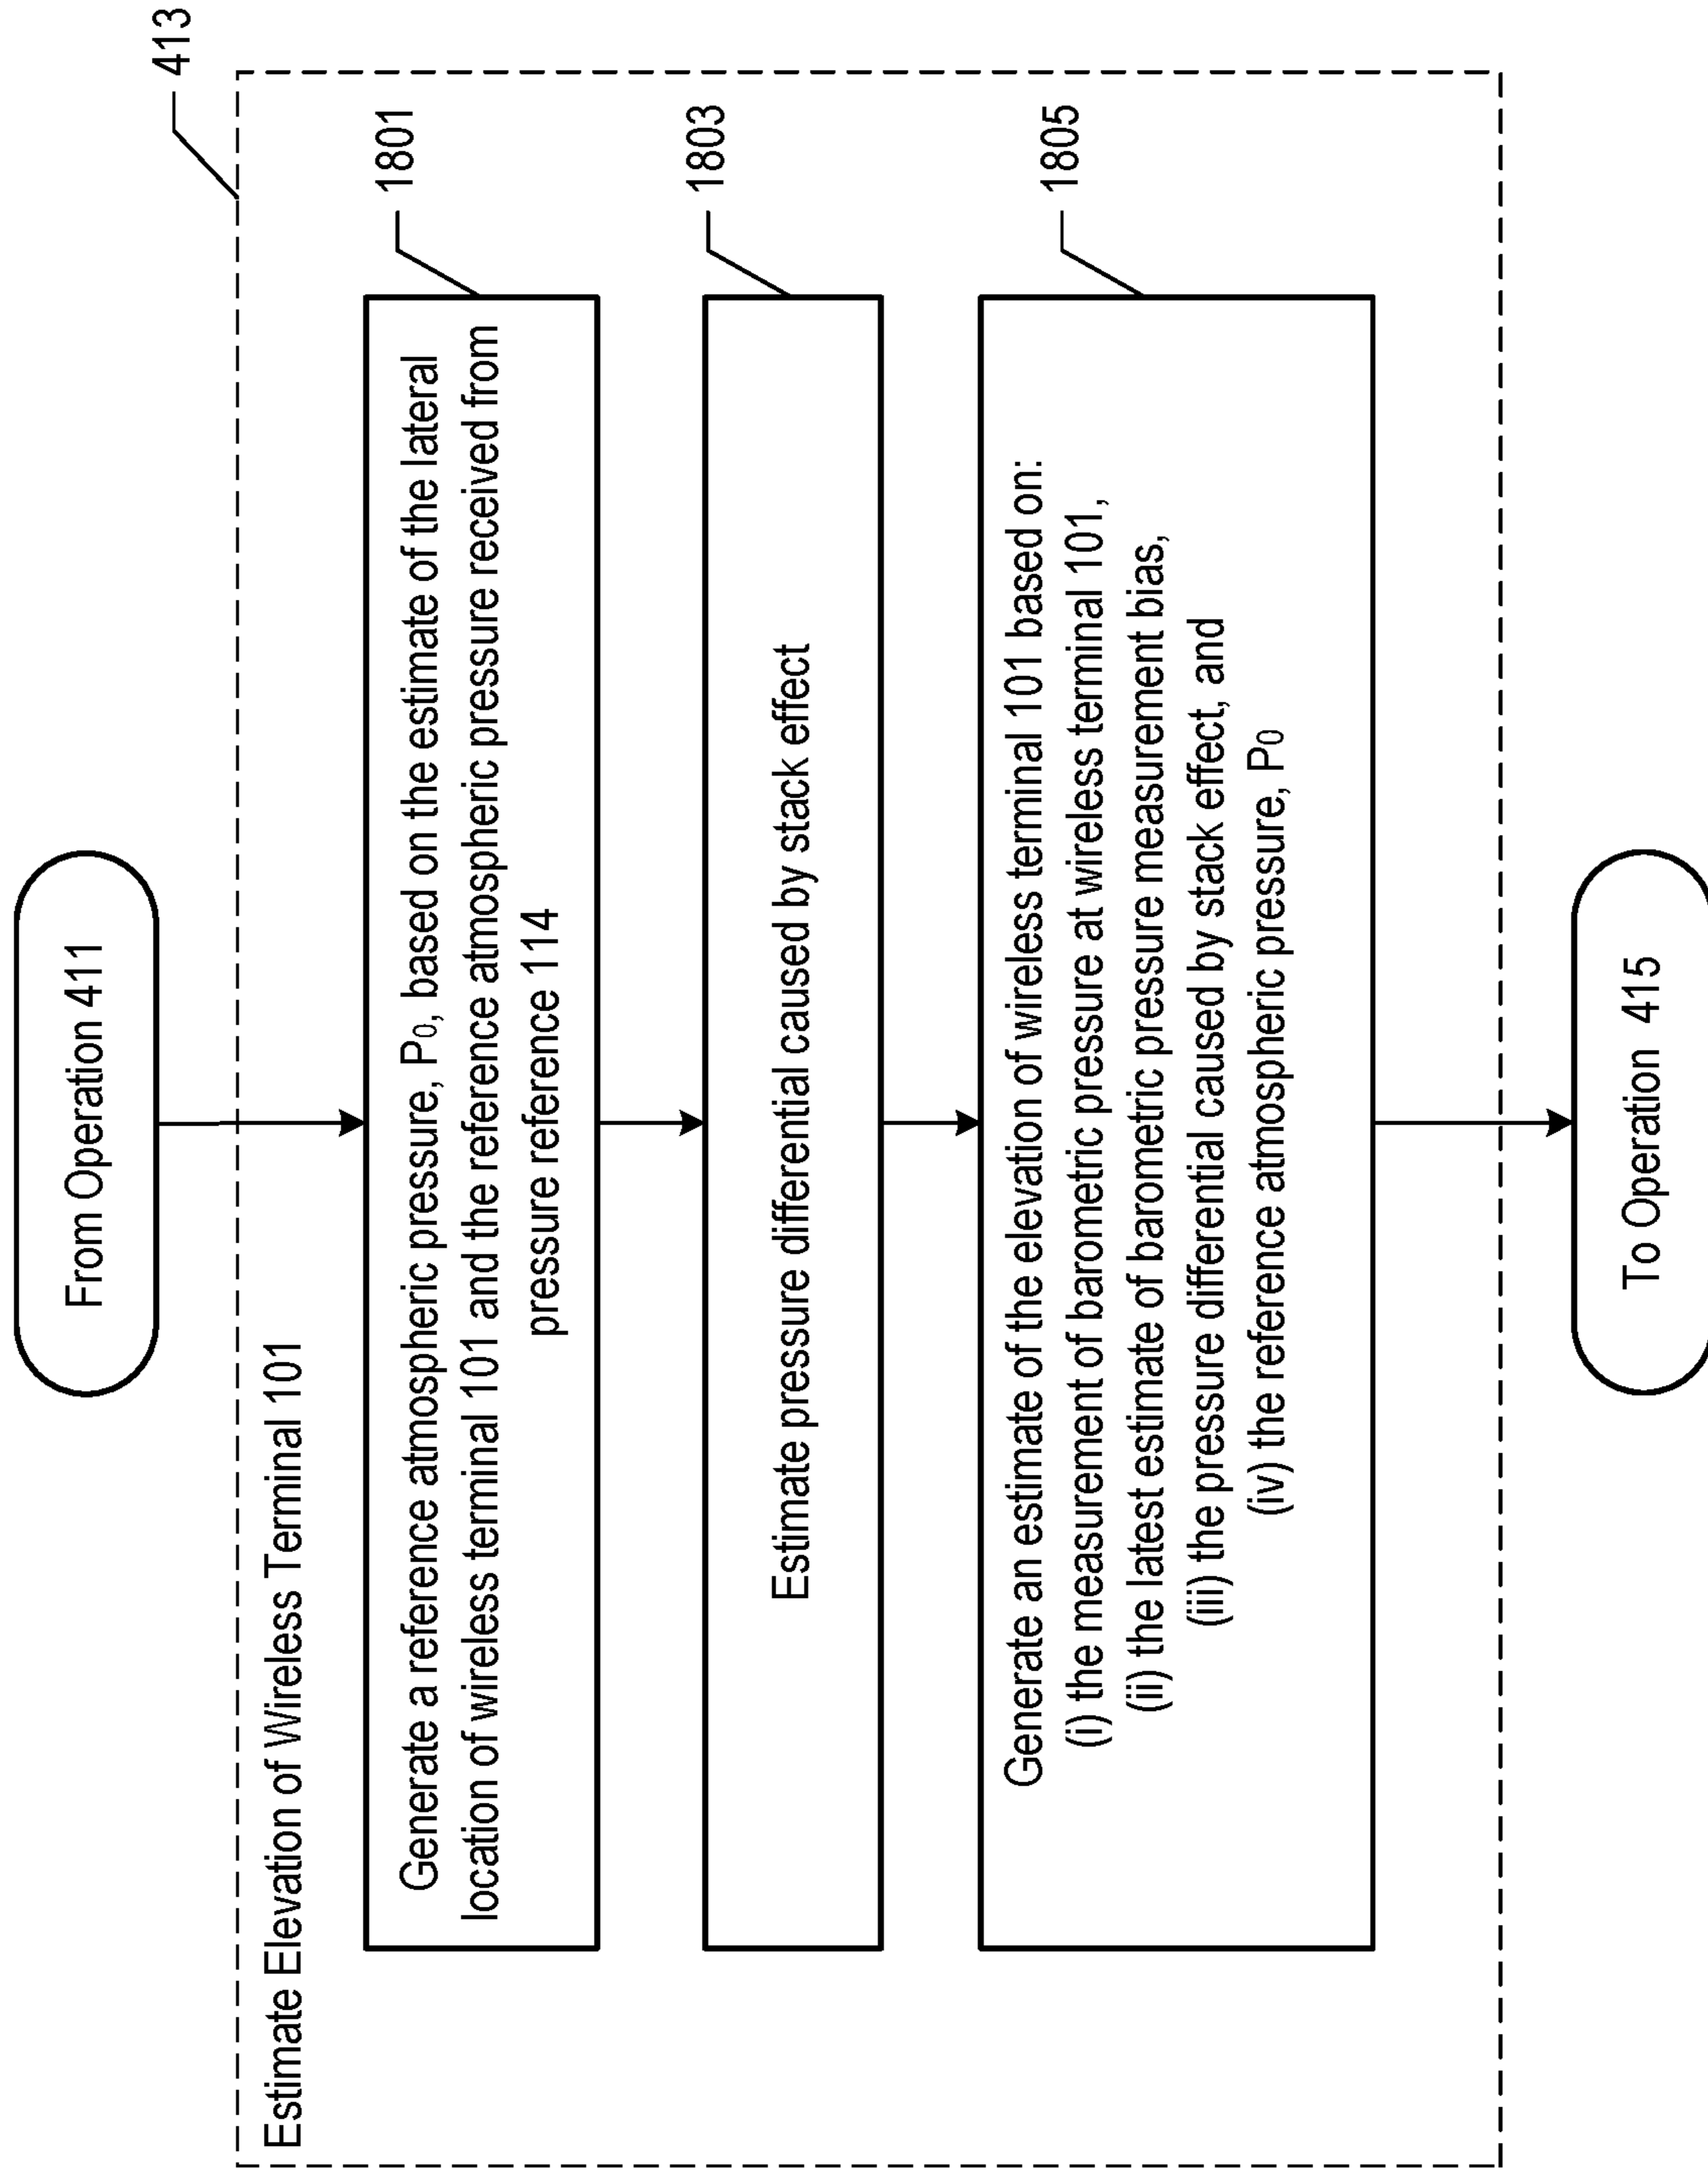 From Operation 411
413
Estimate Elevation of Wireless Terminal 101
1801
Generate a reference atmospheric pressure, P₀, based on the estimate of the lateral
location of wireless terminal 101 and the reference atmospheric pressure received from
pressure reference 114
1803
Estimate pressure differential caused by stack effect
1805
Generate an estimate of the elevation of wireless terminal 101 based on:
(i) the measurement of barometric pressure at wireless terminal 101,
(ii) the latest estimate of barometric pressure measurement bias,
(iii) the pressure differential caused by stack effect, and
(iv) the reference atmospheric pressure, P₀
To Operation 415